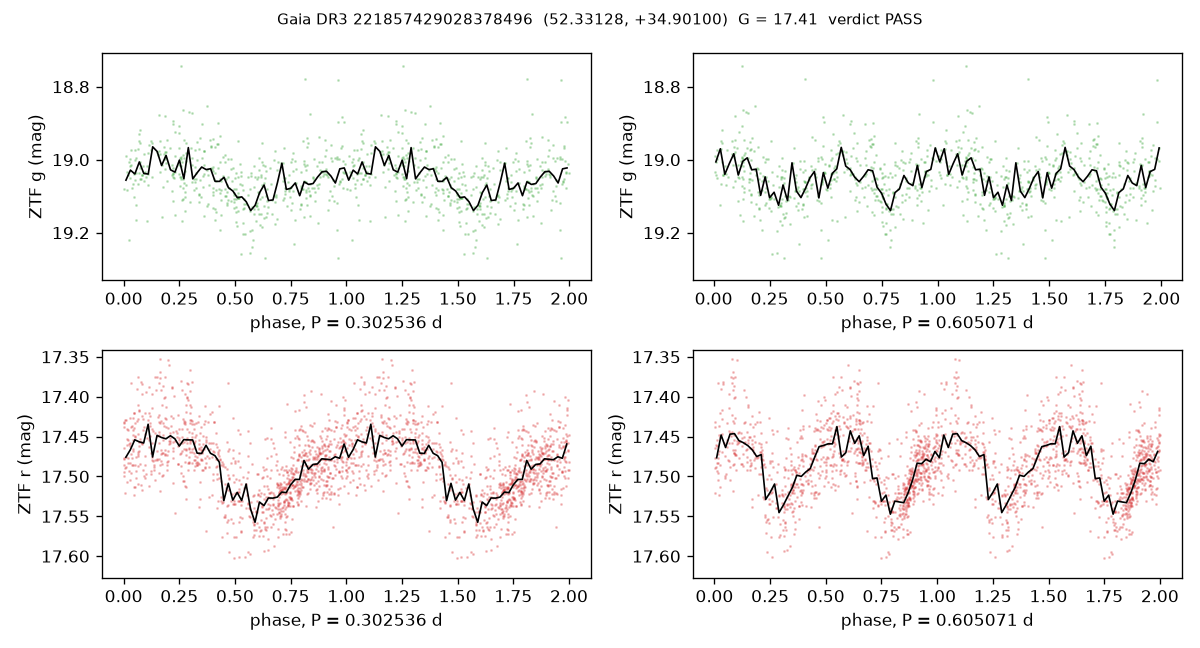 Gaia DR3 221857429028378496  (52.33128, +34.90100)  G = 17.41  verdict PASS
ZTF g (mag)
18.8
19.0
19.2
0.00 0.25 0.50 0.75 1.00 1.25 1.50 1.75 2.00
phase, P = 0.302536 d
ZTF g (mag)
18.8
19.0
19.2
0.00 0.25 0.50 0.75 1.00 1.25 1.50 1.75 2.00
phase, P = 0.605071 d
ZTF r (mag)
17.35
17.40
17.45
17.50
17.55
17.60
0.00 0.25 0.50 0.75 1.00 1.25 1.50 1.75 2.00
phase, P = 0.302536 d
ZTF r (mag)
17.35
17.40
17.45
17.50
17.55
17.60
0.00 0.25 0.50 0.75 1.00 1.25 1.50 1.75 2.00
phase, P = 0.605071 d